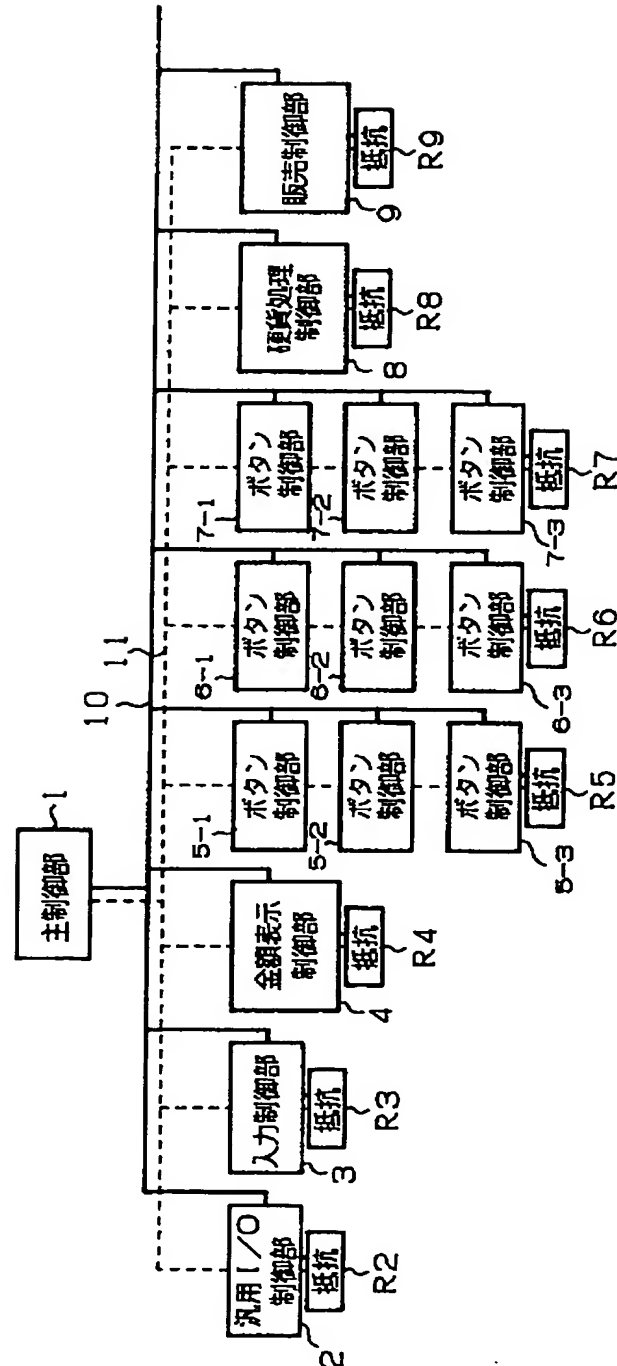 主制御部
1
10
11
汎用I/O
制御部
抵抗
R2
2
入力制御部
抵抗
R3
3
金額表示
制御部
抵抗
R4
4
ボタン
制御部
5-1
ボタン
制御部
5-2
ボタン
制御部
5-3
抵抗
R5
ボタン
制御部
6-1
ボタン
制御部
6-2
ボタン
制御部
6-3
抵抗
R6
ボタン
制御部
7-1
ボタン
制御部
7-2
ボタン
制御部
7-3
抵抗
R7
硬貨処理
制御部
抵抗
R8
8
販売制御部
抵抗
R9
9